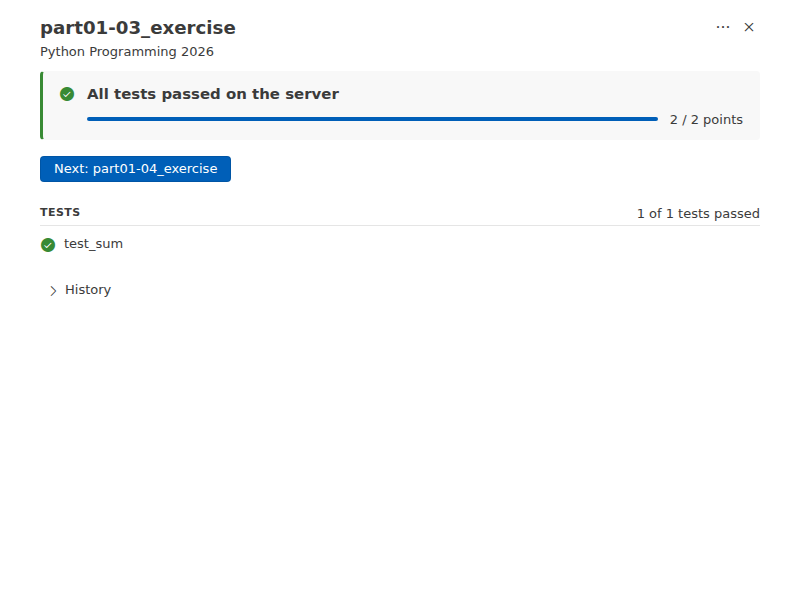 part01-03_exercise
Python Programming 2026
All tests passed on the server
2 / 2 points
Next: part01-04_exercise
TESTS
1 of 1 tests passed
test_sum
History